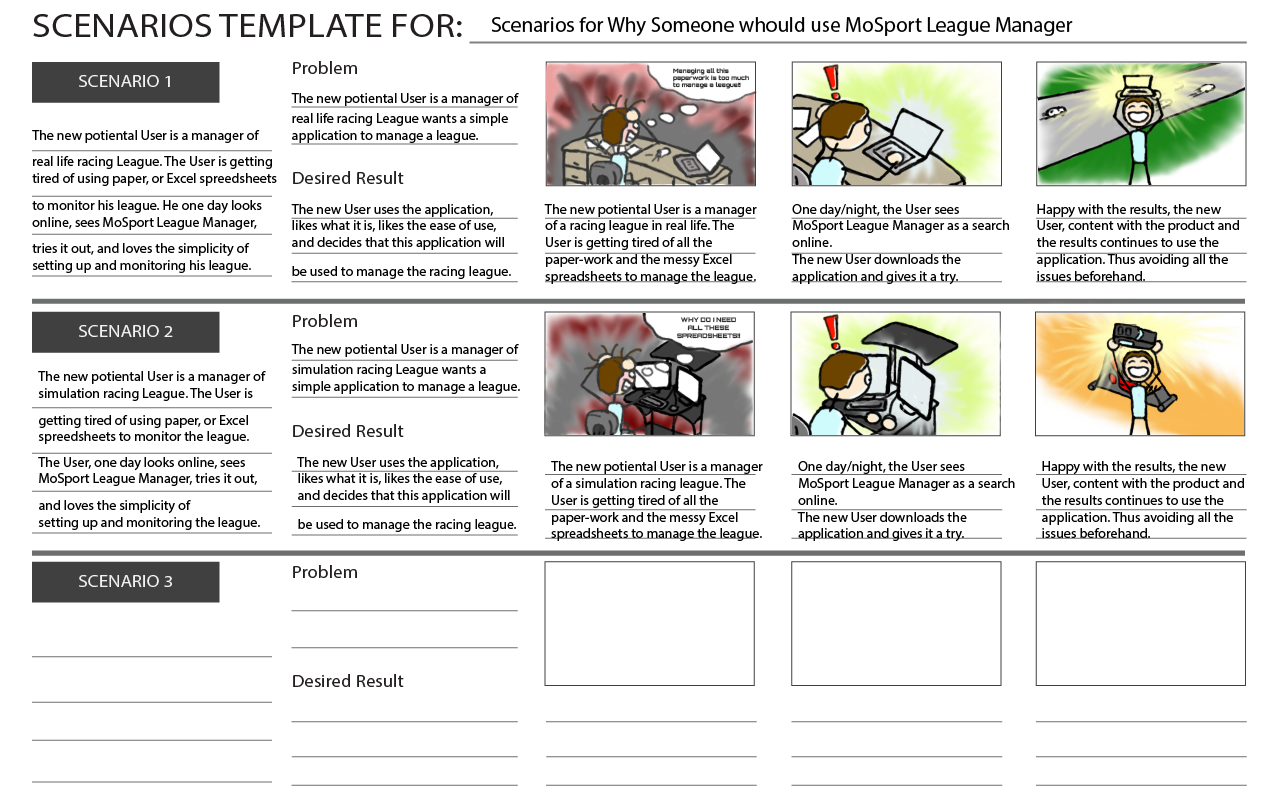 SCENARIOS TEMPLATE FOR: Scenarios for Why Someone whould use MoSport League Manager
SCENARIO 1
The new potiental User is a manager of
real life racing League. The User is getting
tired of using paper, or Excel spreedsheets
to monitor his league. He one day looks
online, sees MoSport League Manager,
tries it out, and loves the simplicity of
setting up and monitoring his league.
Problem
The new potiental User is a manager of
real life racing League wants a simple
application to manage a league.
Desired Result
The new User uses the application,
likes what it is, likes the ease of use,
and decides that this application will
be used to manage the racing league.
Managing all this
paperwork is too much
to manage a league!!
The new potiental User is a manager
of a racing league in real life. The
User is getting tired of all the
paper-work and the messy Excel
spreadsheets to manage the league.
One day/night, the User sees
MoSport League Manager as a search
online.
The new User downloads the
application and gives it a try.
Happy with the results, the new
User, content with the product and
the results continues to use the
application. Thus avoiding all the
issues beforehand.
SCENARIO 2
The new potiental User is a manager of
simulation racing League. The User is
getting tired of using paper, or Excel
spreedsheets to monitor the league.
The User, one day looks online, sees
MoSport League Manager, tries it out,
and loves the simplicity of
setting up and monitoring the league.
Problem
The new potiental User is a manager of
simulation racing League wants a
simple application to manage a league.
Desired Result
The new User uses the application,
likes what it is, likes the ease of use,
and decides that this application will
be used to manage the racing league.
WHY DO I NEED
ALL THESE
SPREADSHEETS!!
The new potiental User is a manager
of a simulation racing league. The
User is getting tired of all the
paper-work and the messy Excel
spreadsheets to manage the league.
One day/night, the User sees
MoSport League Manager as a search
online.
The new User downloads the
application and gives it a try.
Happy with the results, the new
User, content with the product and
the results continues to use the
application. Thus avoiding all the
issues beforehand.
SCENARIO 3
Problem
Desired Result